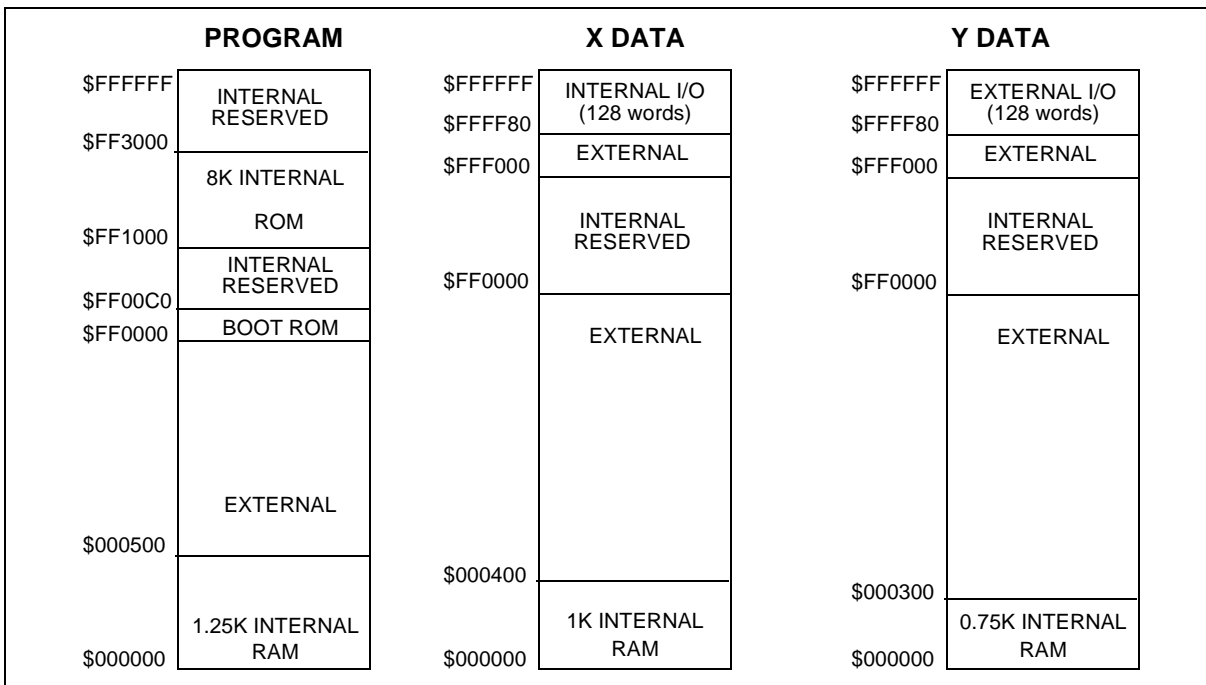 PROGRAM
$FFFFFF
INTERNAL
RESERVED
$FF3000
8K INTERNAL
ROM
$FF1000
INTERNAL
RESERVED
$FF00C0
$FF0000
BOOT ROM
EXTERNAL
$000500
1.25K INTERNAL
RAM
$000000
X DATA
$FFFFFF
INTERNAL I/O
(128 words)
$FFFF80
EXTERNAL
$FFF000
INTERNAL
RESERVED
$FF0000
EXTERNAL
$000400
1K INTERNAL
RAM
$000000
Y DATA
$FFFFFF
EXTERNAL I/O
(128 words)
$FFFF80
EXTERNAL
$FFF000
INTERNAL
RESERVED
$FF0000
EXTERNAL
$000300
0.75K INTERNAL
RAM
$000000